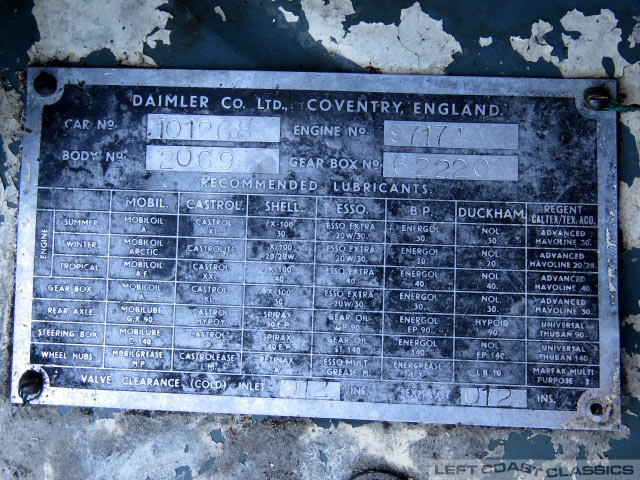 DAIMLER CO. LTD., COVENTRY, ENGLAND.
CAR NO. 101268 ENGINE NO.
BODY NO. 2069 GEAR BOX NO. 62220
RECOMMENDED LUBRICANTS.
MOBIL. CASTROL. SHELL. ESSO. B.P. DUCKHAM. REGENT CALTEX/TEX. ACO.
ENGINE SUMMER MOBILOIL A. CASTROL XL. FX-100 30. ESSO EXTRA 20W/30. ENERGOL 30. NOL 30. ADVANCED HAVOLINE 30.
WINTER MOBILOIL ARCTIC. CASTROLITE X-100 20/20W. ESSO EXTRA 20W/30. ENERGOL 20. NOL 20. ADVANCED HAVOLINE 20/20
TROPICAL MOBILOIL A.F. CASTROL X-100 40. ESSO EXTRA 40. ENERGOL 40. NOL 40. ADVANCED HAVOLINE 40.
GEAR BOX MOBILOIL CASTROL XL. 30. ESSO EXTRA 20W/30. ENERGOL 30. NOL 30. ADVANCED HAVOLINE 30.
REAR AXLE MOBILUBE G.X. 90. CASTROL HYPOY SPIRAX 90 E.P. GEAR OIL GP. 90. ENERGOL EP. 90. HYPOID 90. UNIVERSAL THUBAN 90.
STEERING BOX MOBILUBE C-140 CASTROL SPIRAX 140 E.P. GEAR OIL ST. 140. ENERGOL 140. NOL EP. 140. UNIVERSAL THUBAN 140
WHEEL HUBS MOBILGREASE M.P. CASTROLEASE RETINAX A. ESSO MULTI GREASE ENERGREASE L.B. 10 MARFAK MULTI PURPOSE 2.
VALVE CLEARANCE (COLD) INLET .012 INS. EXHAUST .012 INS.
LEFT COAST CLASSICS